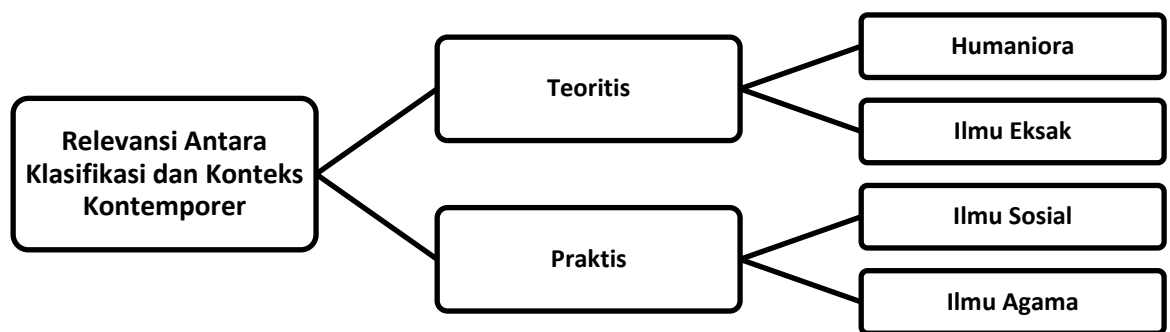 Relevansi Antara
Klasifikasi dan Konteks
Kontemporer
Teoritis
Humaniora
Ilmu Eksak
Praktis
Ilmu Sosial
Ilmu Agama